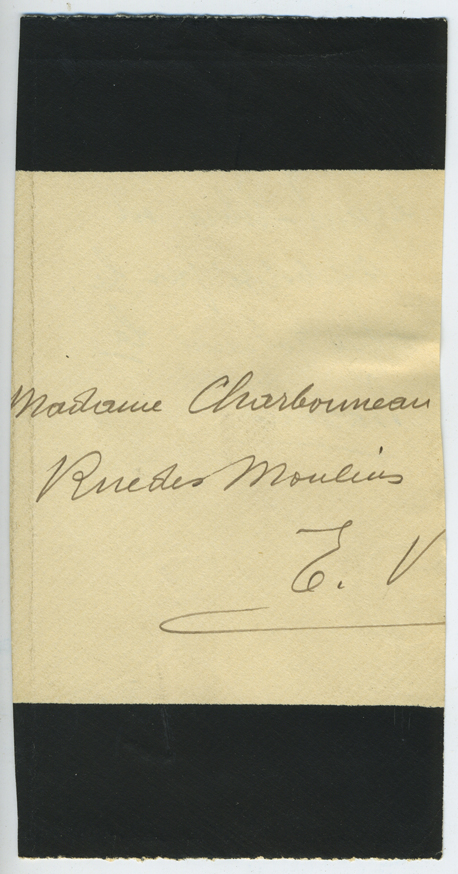 Madame Charbonneau
Rue des Moulins
E. V